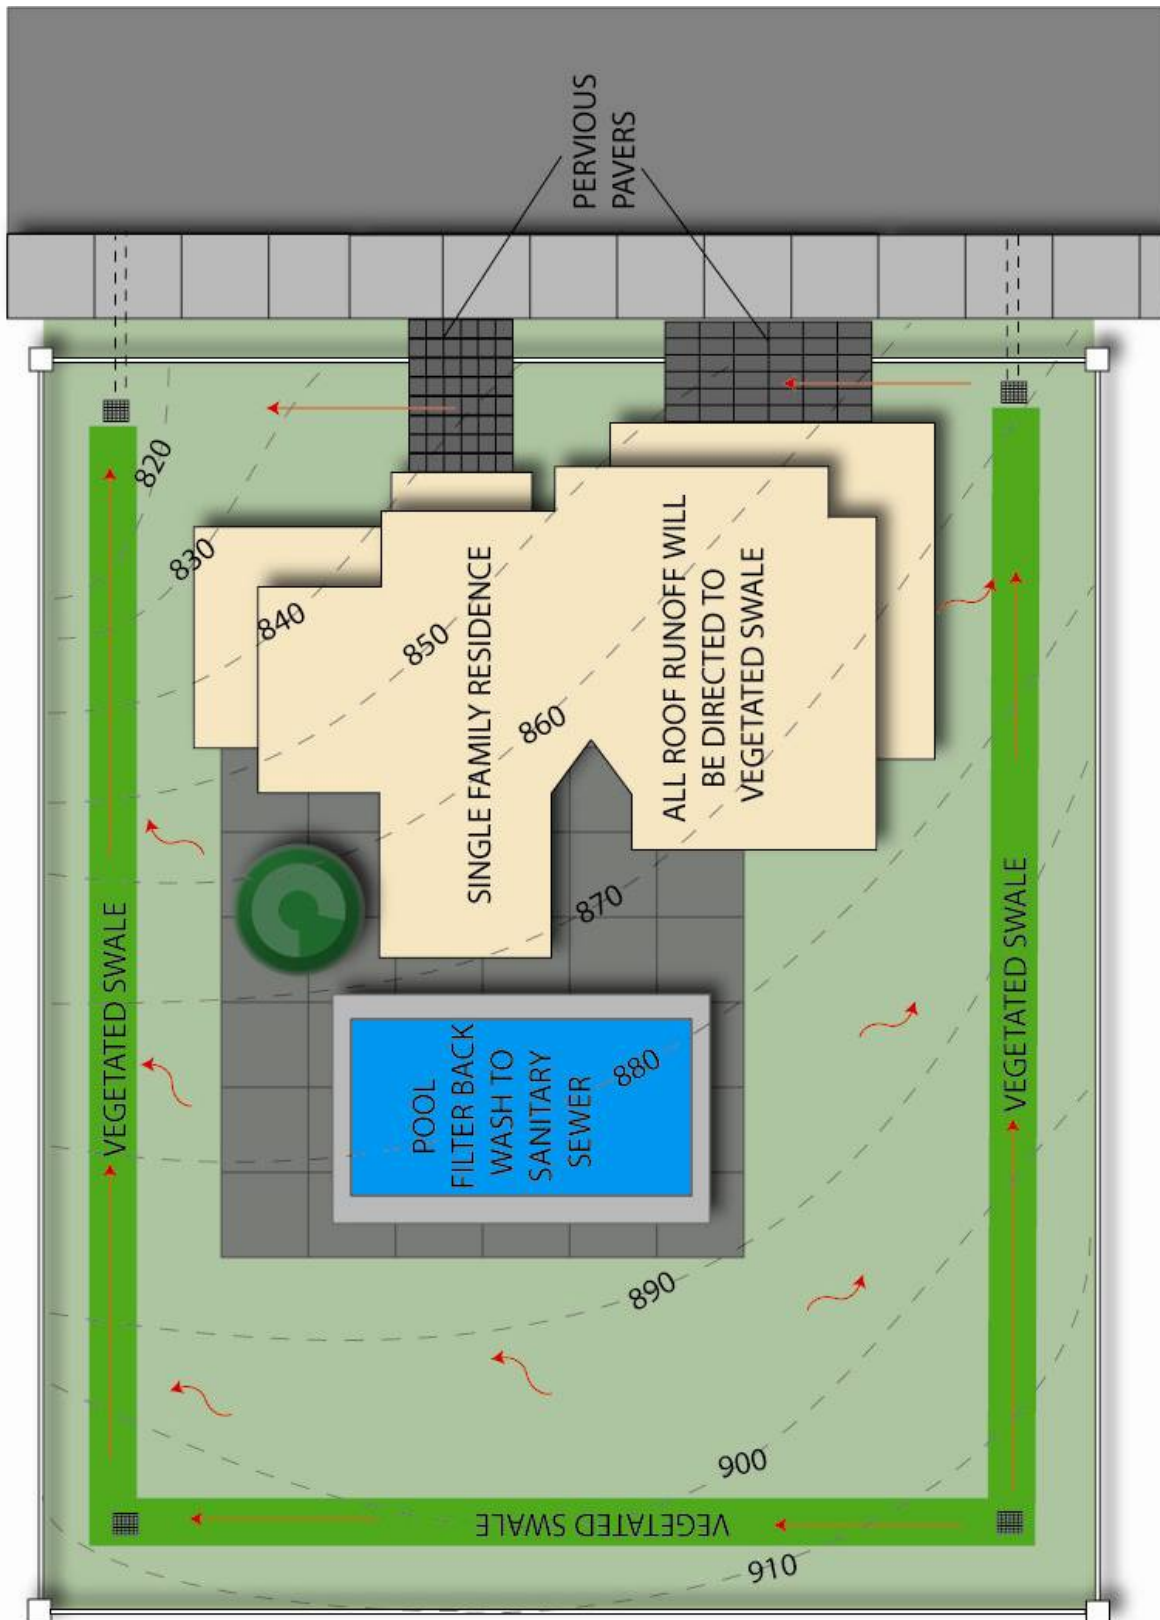 PERVIOUS
PAVERS
820
830
840
850
860
870
880
890
900
910
SINGLE FAMILY RESIDENCE
ALL ROOF RUNOFF WILL
BE DIRECTED TO
VEGETATED SWALE
VEGETATED SWALE
POOL
FILTER BACK
WASH TO
SANITARY
SEWER
VEGETATED SWALE
VEGETATED SWALE